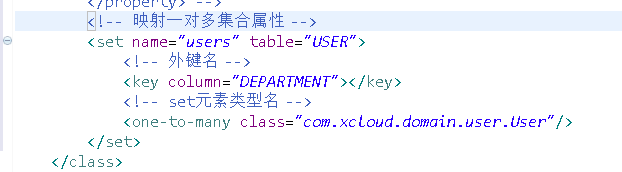 </property> -->
<!-- 映射一对多集合属性 -->
<set name="users" table="USER">
<!-- 外键名 -->
<key column="DEPARTMENT"></key>
<!-- set元素类型名 -->
<one-to-many class="com.xcloud.domain.user.User"/>
</set>
</class>